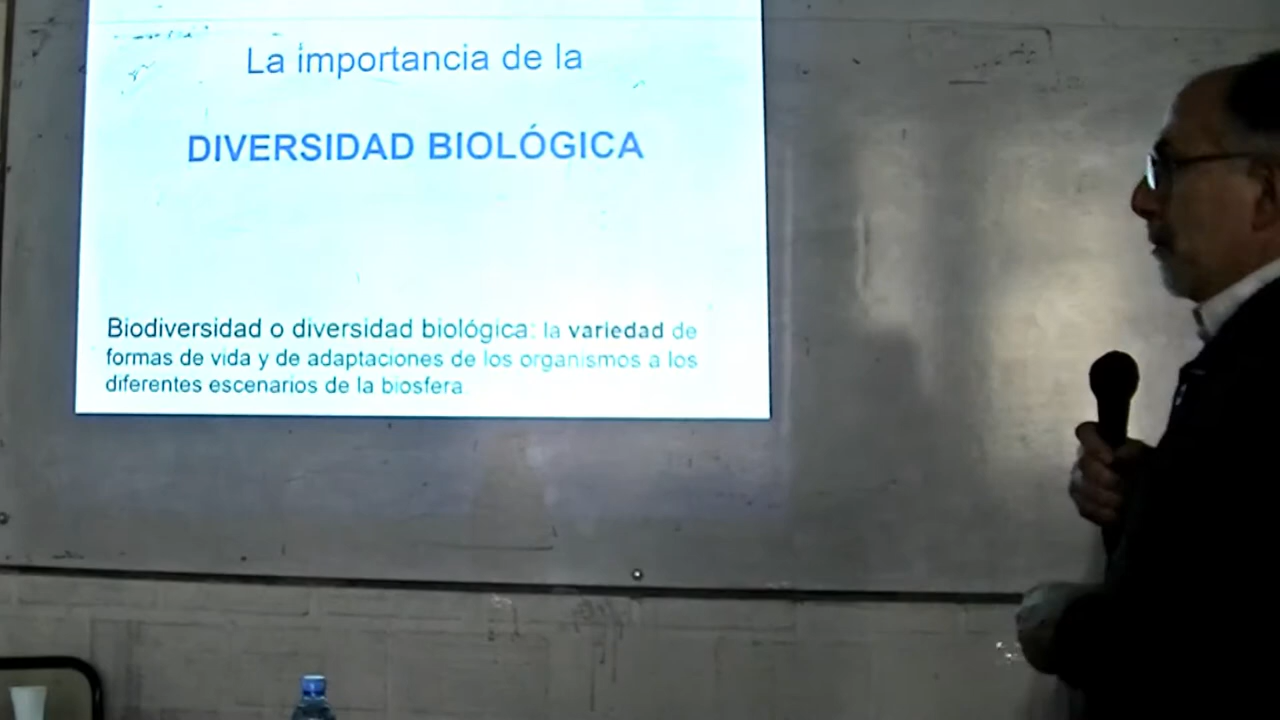 La importancia de la
DIVERSIDAD BIOLÓGICA
Biodiversidad o diversidad biológica: la variedad de
formas de vida y de adaptaciones de los organismos a los
diferentes escenarios de la biosfera